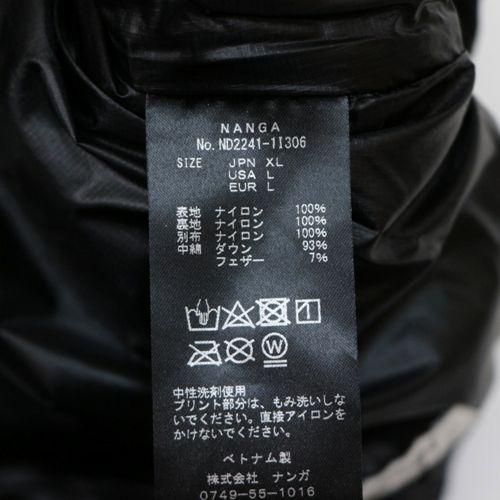 NANGA
No.ND2241-1I306
SIZE JPN XL
USA L
EUR L
表地 ナイロン 100%
裏地 ナイロン 100%
別布 ナイロン 100%
中綿 ダウン 93%
フェザー 7%
W
中性洗剤使用
プリント部分は、もみ洗いしな
いでください。直接アイロンを
かけないでください。
ベトナム製
株式会社 ナンガ
0749-55-1016